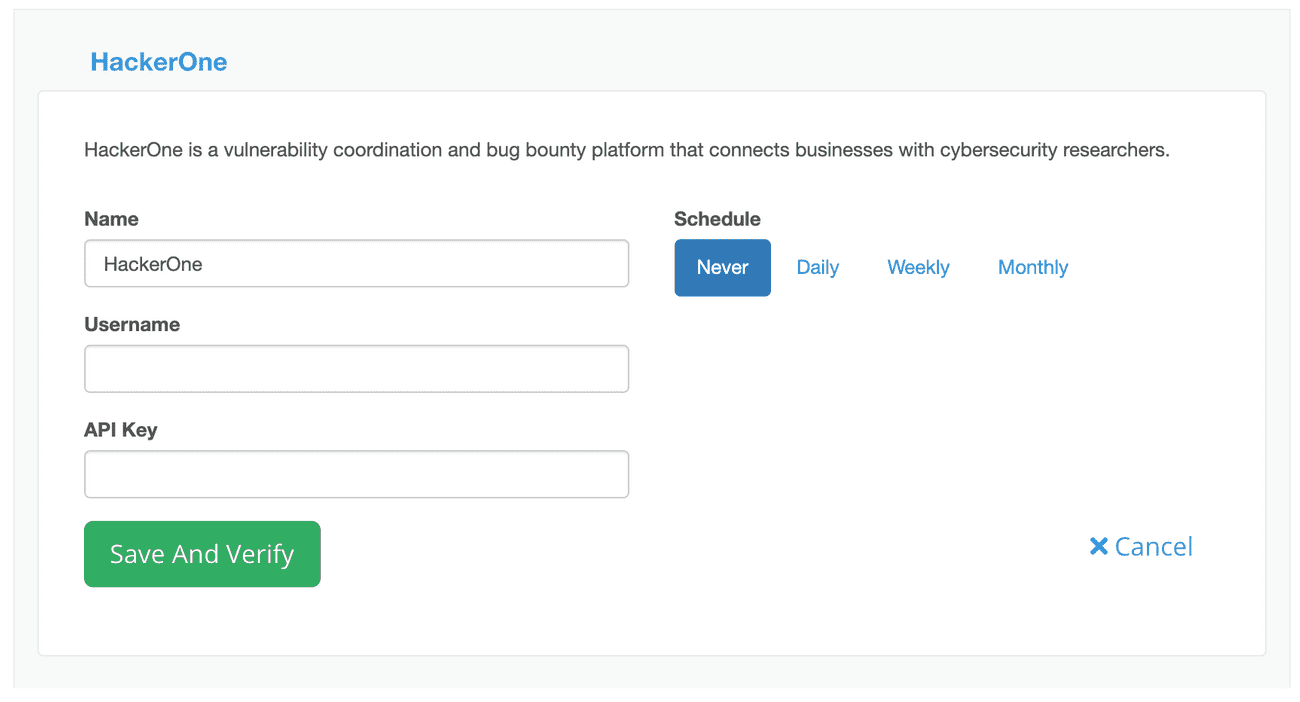 HackerOne
HackerOne is a vulnerability coordination and bug bounty platform that connects businesses with cybersecurity researchers.
Name
HackerOne
Username
API Key
Save And Verify
Schedule
Never Daily Weekly Monthly
Cancel